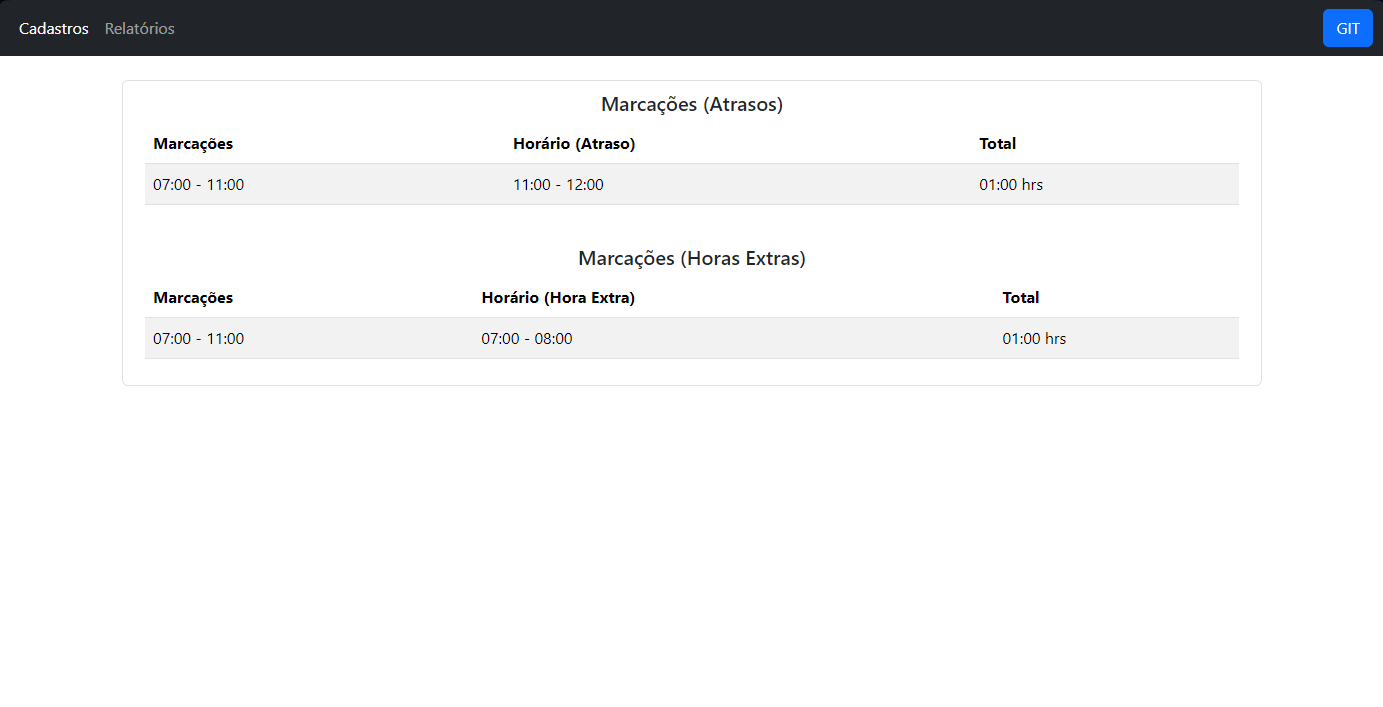 Cadastros Relatórios GIT
Marcações (Atrasos)
Marcações Horário (Atraso) Total
07:00 - 11:00 11:00 - 12:00 01:00 hrs
Marcações (Horas Extras)
Marcações Horário (Hora Extra) Total
07:00 - 11:00 07:00 - 08:00 01:00 hrs